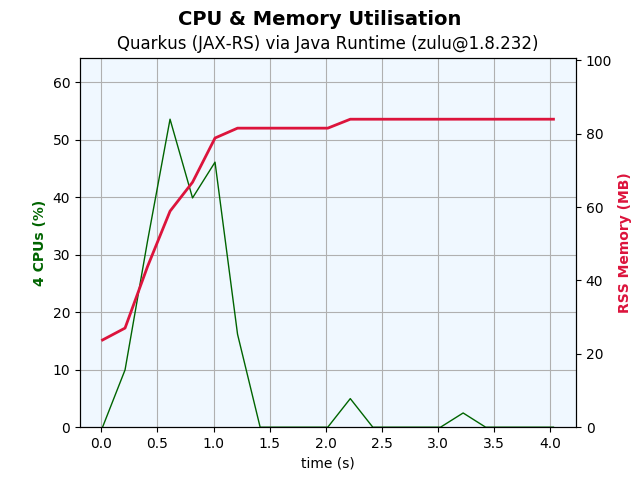 CPU & Memory Utilisation
Quarkus (JAX-RS) via Java Runtime (zulu@1.8.232)
4 CPUs (%)
60
50
40
30
20
10
0
100
80
60
40
20
0
RSS Memory (MB)
0.0 0.5 1.0 1.5 2.0 2.5 3.0 3.5 4.0
time (s)